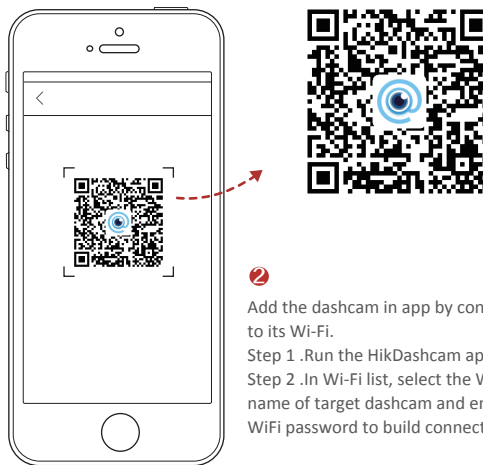 2
Add the dashcam in app by con
to its Wi-Fi.
Step 1 .Run the HikDashcam ap
Step 2 .In Wi-Fi list, select the W
name of target dashcam and en
WiFi password to build connect